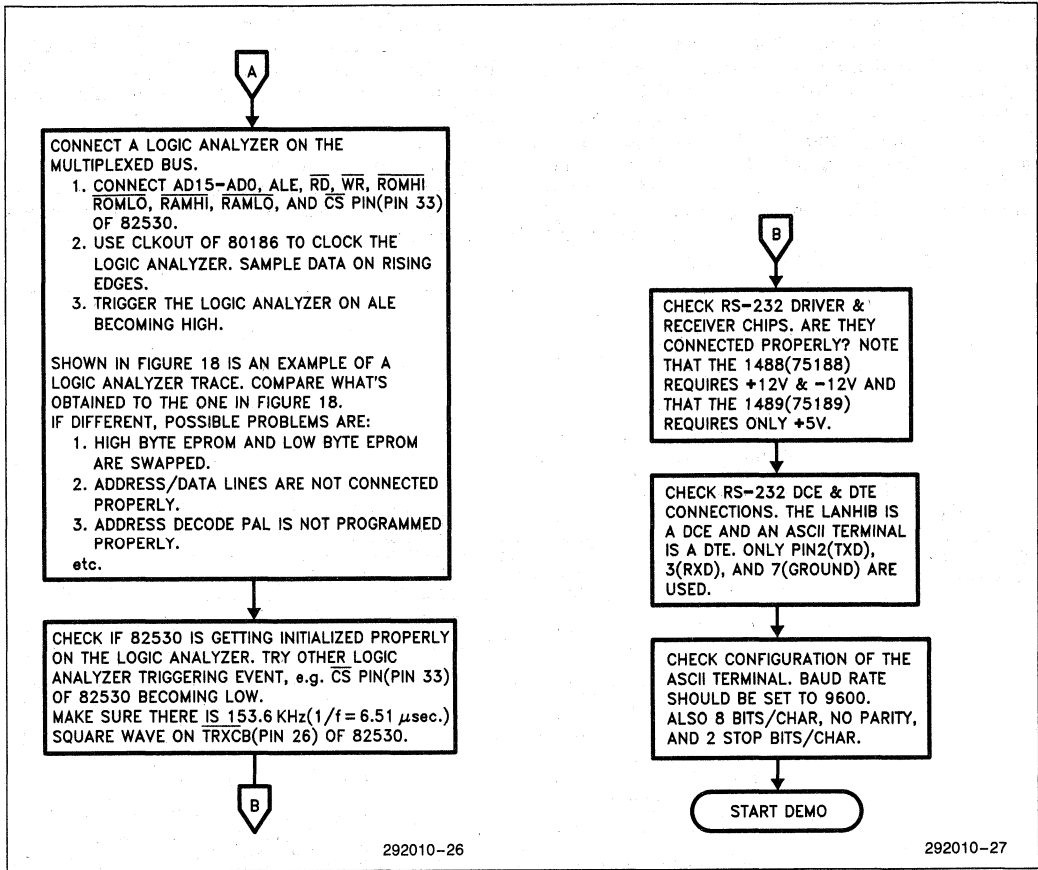 A
CONNECT A LOGIC ANALYZER ON THE
MULTIPLEXED BUS.
1. CONNECT AD15-AD0, ALE, RD, WR, ROMHI
ROMLO, RAMHI, RAMLO, AND CS PIN(PIN 33)
OF 82530.
2. USE CLKOUT OF 80186 TO CLOCK THE
LOGIC ANALYZER. SAMPLE DATA ON RISING
EDGES.
3. TRIGGER THE LOGIC ANALYZER ON ALE
BECOMING HIGH.
SHOWN IN FIGURE 18 IS AN EXAMPLE OF A
LOGIC ANALYZER TRACE. COMPARE WHAT'S
OBTAINED TO THE ONE IN FIGURE 18.
IF DIFFERENT, POSSIBLE PROBLEMS ARE:
1. HIGH BYTE EPROM AND LOW BYTE EPROM
ARE SWAPPED.
2. ADDRESS/DATA LINES ARE NOT CONNECTED
PROPERLY.
3. ADDRESS DECODE PAL IS NOT PROGRAMMED
PROPERLY.
etc.
CHECK IF 82530 IS GETTING INITIALIZED PROPERLY
ON THE LOGIC ANALYZER. TRY OTHER LOGIC
ANALYZER TRIGGERING EVENT, e.g. CS PIN(PIN 33)
OF 82530 BECOMING LOW.
MAKE SURE THERE IS 153.6 KHz(1/f = 6.51 µsec.)
SQUARE WAVE ON TRXCB(PIN 26) OF 82530.
B
292010-26
B
CHECK RS-232 DRIVER &
RECEIVER CHIPS. ARE THEY
CONNECTED PROPERLY? NOTE
THAT THE 1488(75188)
REQUIRES +12V & -12V AND
THAT THE 1489(75189)
REQUIRES ONLY +5V.
CHECK RS-232 DCE & DTE
CONNECTIONS. THE LANHIB IS
A DCE AND AN ASCII TERMINAL
IS A DTE. ONLY PIN2(TXD),
3(RXD), AND 7(GROUND) ARE
USED.
CHECK CONFIGURATION OF THE
ASCII TERMINAL. BAUD RATE
SHOULD BE SET TO 9600.
ALSO 8 BITS/CHAR, NO PARITY,
AND 2 STOP BITS/CHAR.
START DEMO
292010-27